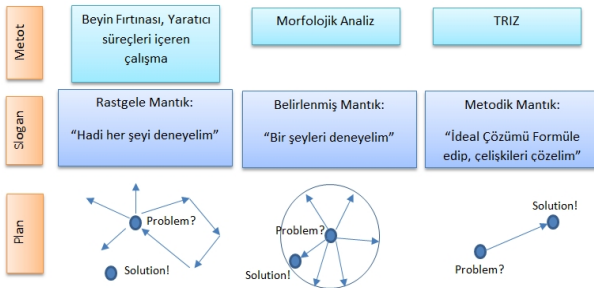 Metot
Beyin Fırtınası, Yaratıcı
süreçleri içeren
çalışma
Morfolojik Analiz
TRIZ
Slogan
Rastgele Mantık:
“Hadi her şeyi deneyelim”
Belirlenmiş Mantık:
“Bir şeyleri deneyelim”
Metodik Mantık:
“İdeal Çözümü Formüle
edip, çelişkileri çözelim”
Plan
Problem?
Solution!
Problem?
Solution!
Solution!
Problem?